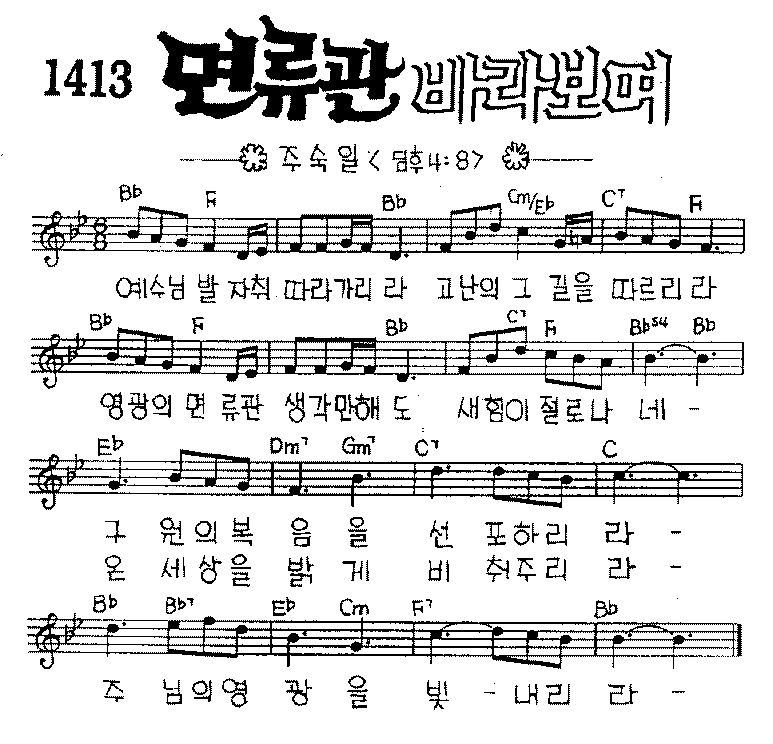 1413 면류관 바라보며
주숙일 <딤후4:8>
Bb F Bb Cm/Eb C7 F
예수님 발 자취 따라가리 라 고난의 그 길을 따르리 라
Bb F Bb C7 F Bbs4 Bb
영광의 면 류관 생각만해 도 새힘이 절로나 네 -
Eb Dm7 Gm7 C7 C
구 원의 복 음 을 선 포하리 라 -
온 세상을 밝 게 비 춰주리 라 -
Bb Bb7 Eb Cm F7 Bb
주 님의영 광 을 빛 - 내리 라 -